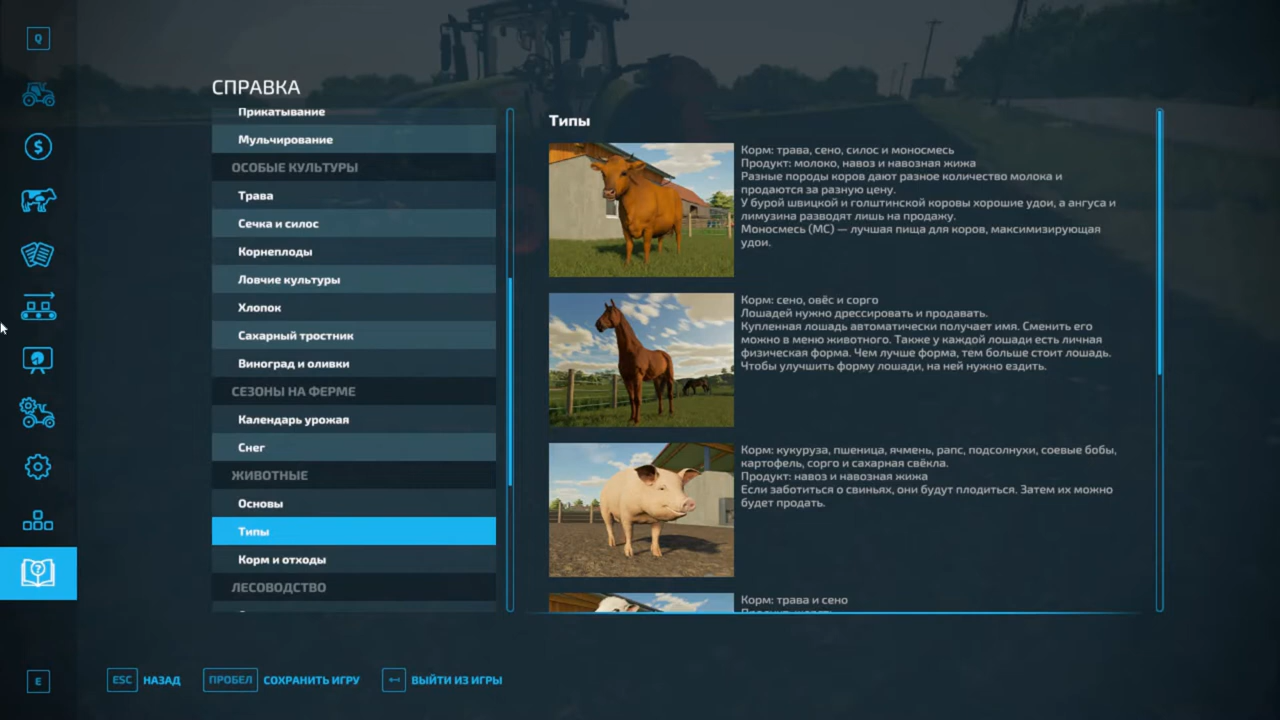 Q
СПРАВКА
Прикатывание
Мульчирование
ОСОБЫЕ КУЛЬТУРЫ
Трава
Сечка и силос
Корнеплоды
Ловчие культуры
Хлопок
Сахарный тростник
Виноград и оливки
СЕЗОНЫ НА ФЕРМЕ
Календарь урожая
Снег
ЖИВОТНЫЕ
Основы
Типы
Корм и отходы
ЛЕСОВОДСТВО
Типы
Корм: трава, сено, силос и моносмесь
Продукт: молоко, навоз и навозная жижа
Разные породы коров дают разное количество молока и
продаются за разную цену.
У бурой швицкой и голштинской коровы хорошие удои, а ангуса и
лимузина разводят лишь на продажу.
Моносмесь (МС) — лучшая пища для коров, максимизирующая
удои.
Корм: сено, овёс и сорго
Лошадей нужно дрессировать и продавать.
Купленная лошадь автоматически получает имя. Сменить его
можно в меню животного. Также у каждой лошади есть личная
физическая форма. Чем лучше форма, тем больше стоит лошадь.
Чтобы улучшить форму лошади, на ней нужно ездить.
Корм: кукуруза, пшеница, ячмень, рапс, подсолнухи, соевые бобы,
картофель, сорго и сахарная свёкла.
Продукт: навоз и навозная жижа
Если заботиться о свиньях, они будут плодиться. Затем их можно
будет продать.
Корм: трава и сено
E
ESC НАЗАД ПРОБЕЛ СОХРАНИТЬ ИГРУ ВЫЙТИ ИЗ ИГРЫ